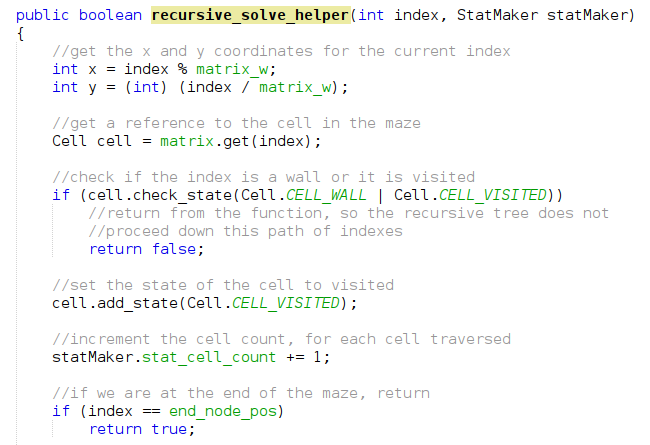 public boolean recursive_solve_helper(int index, StatMaker statMaker)
{
//get the x and y coordinates for the current index
int x = index % matrix_w;
int y = (int) (index / matrix_w);
//get a reference to the cell in the maze
Cell cell = matrix.get(index);
//check if the index is a wall or it is visited
if (cell.check_state(Cell.CELL_WALL | Cell.CELL_VISITED))
//return from the function, so the recursive tree does not
//proceed down this path of indexes
return false;
//set the state of the cell to visited
cell.add_state(Cell.CELL_VISITED);
//increment the cell count, for each cell traversed
statMaker.stat_cell_count += 1;
//if we are at the end of the maze, return
if (index == end_node_pos)
return true;